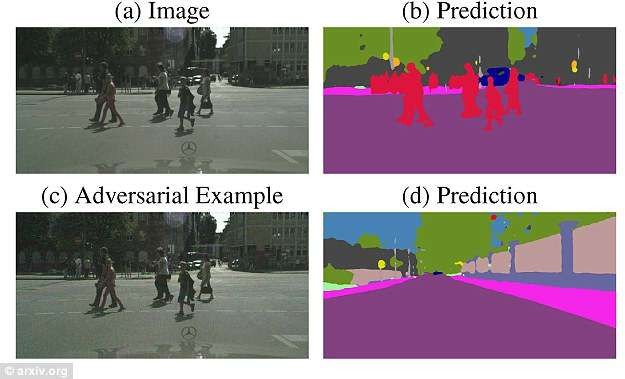 (a) Image
(b) Prediction
(c) Adversarial Example
(d) Prediction
© arxiv.org